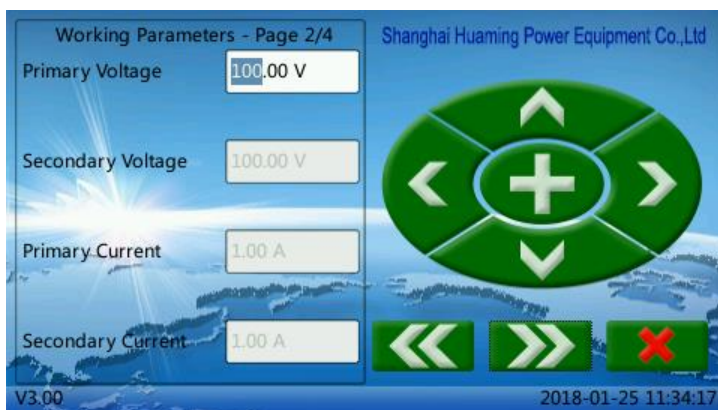 Working Parameters - Page 2/4
Shanghai Huaming Power Equipment Co.,Ltd
Primary Voltage
100.00 V
Secondary Voltage
100.00 V
Primary Current
1.00 A
Secondary Current
1.00 A
V3.00
2018-01-25 11:34:17